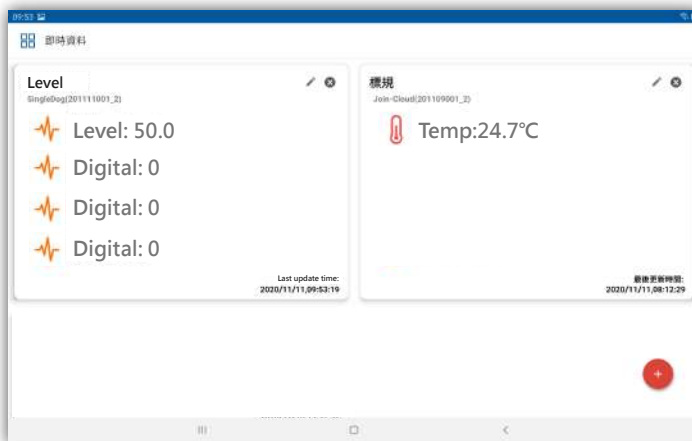 09:53
即時資料
Level
SingleDog(201111001_2)
Level: 50.0
Digital: 0
Digital: 0
Digital: 0
Last update time:
2020/11/11,09:53:19
標規
Join-Cloud(201109001_2)
Temp:24.7℃
最後更新時間:
2020/11/11,08:12:29